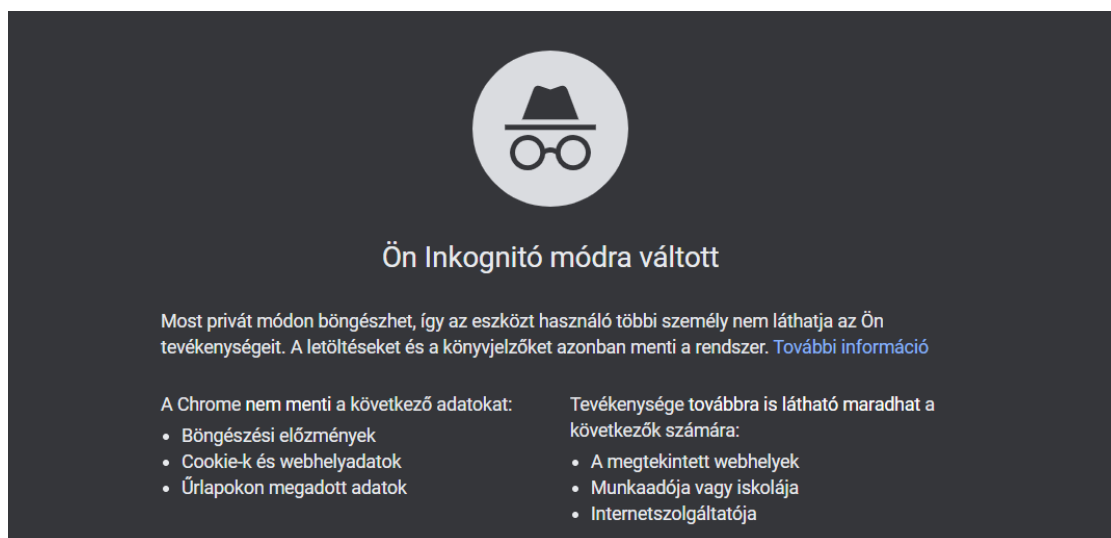 Ön Inkognitó módra váltott
Most privát módon böngészhet, így az eszközt használó többi személy nem láthatja az Ön
tevékenységeit. A letöltéseket és a könyvjelzőket azonban menti a rendszer. További információ
A Chrome nem menti a következő adatokat:
• Böngészési előzmények
• Cookie-k és webhelyadatok
• Űrlapokon megadott adatok
Tevékenysége továbbra is látható maradhat a
következők számára:
• A megtekintett webhelyek
• Munkaadója vagy iskolája
• Internetszolgáltatója